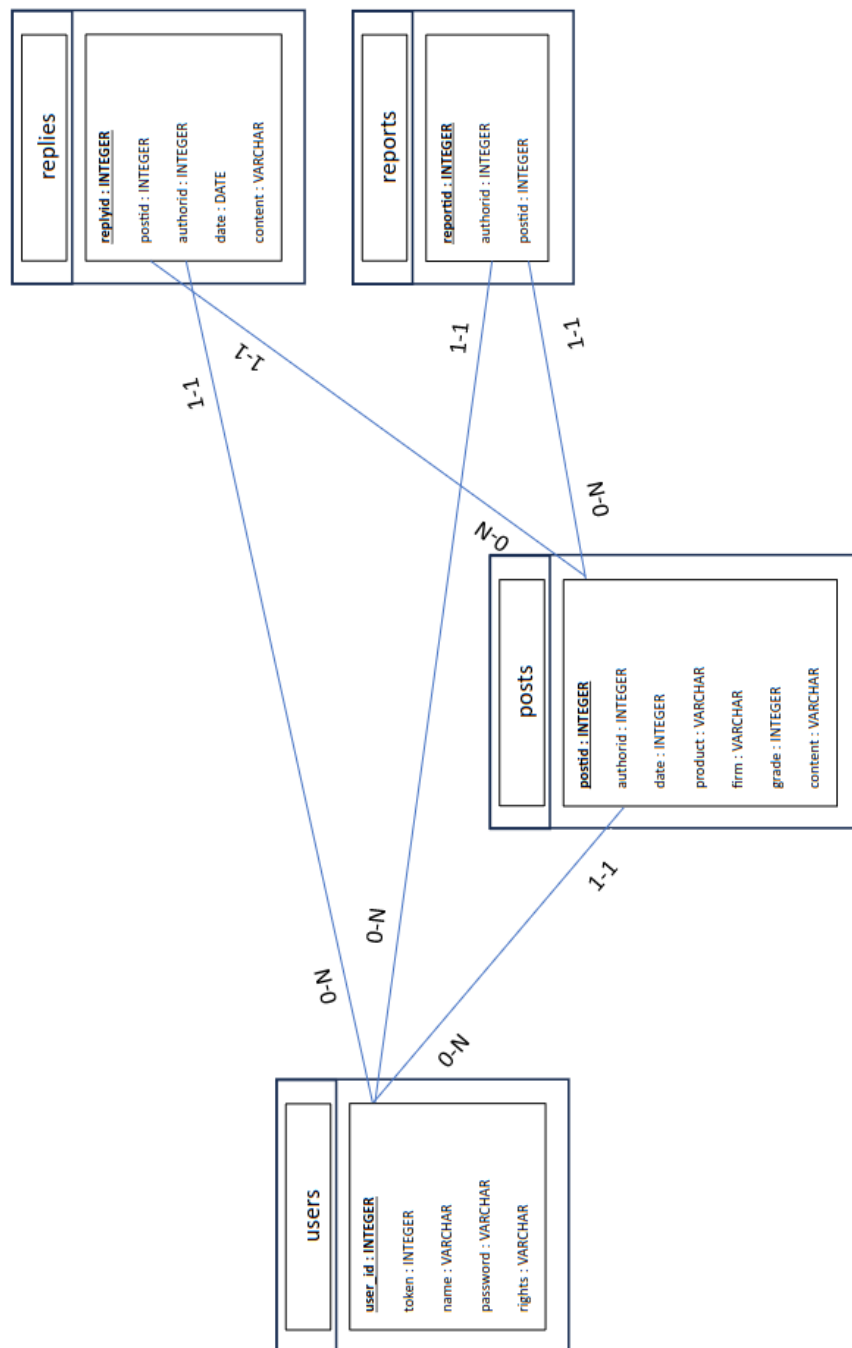 users
user_id : INTEGER
token : INTEGER
name : VARCHAR
password : VARCHAR
rights : VARCHAR
0-N
0-N
0-N
posts
postid : INTEGER
authorid : INTEGER
date : INTEGER
product : VARCHAR
firm : VARCHAR
grade : INTEGER
content : VARCHAR
1-1
0-N
0-N
replies
replyid : INTEGER
postid : INTEGER
authorid : INTEGER
date : DATE
content : VARCHAR
1-1
1-1
reports
reportid : INTEGER
authorid : INTEGER
postid : INTEGER
1-1
1-1